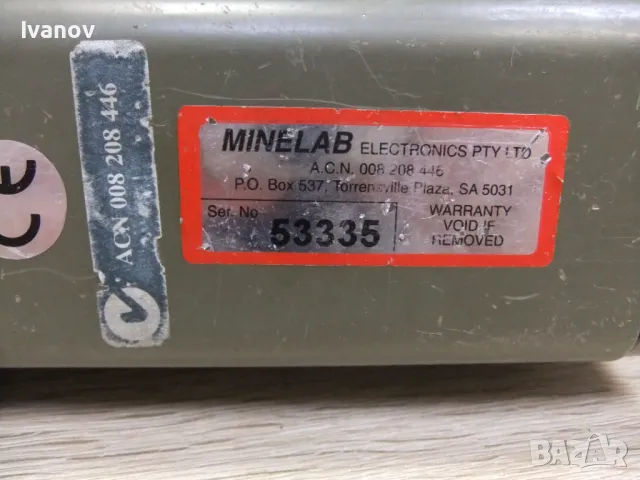 Ivanov
CE
ACN 008 208 446
MINELAB ELECTRONICS PTY LTD
A.C.N. 008 208 446
P.O. Box 537, Torrensville Plaza, SA 5031
Ser. No 53335
WARRANTY
VOID IF
REMOVED
BAZAR.bg